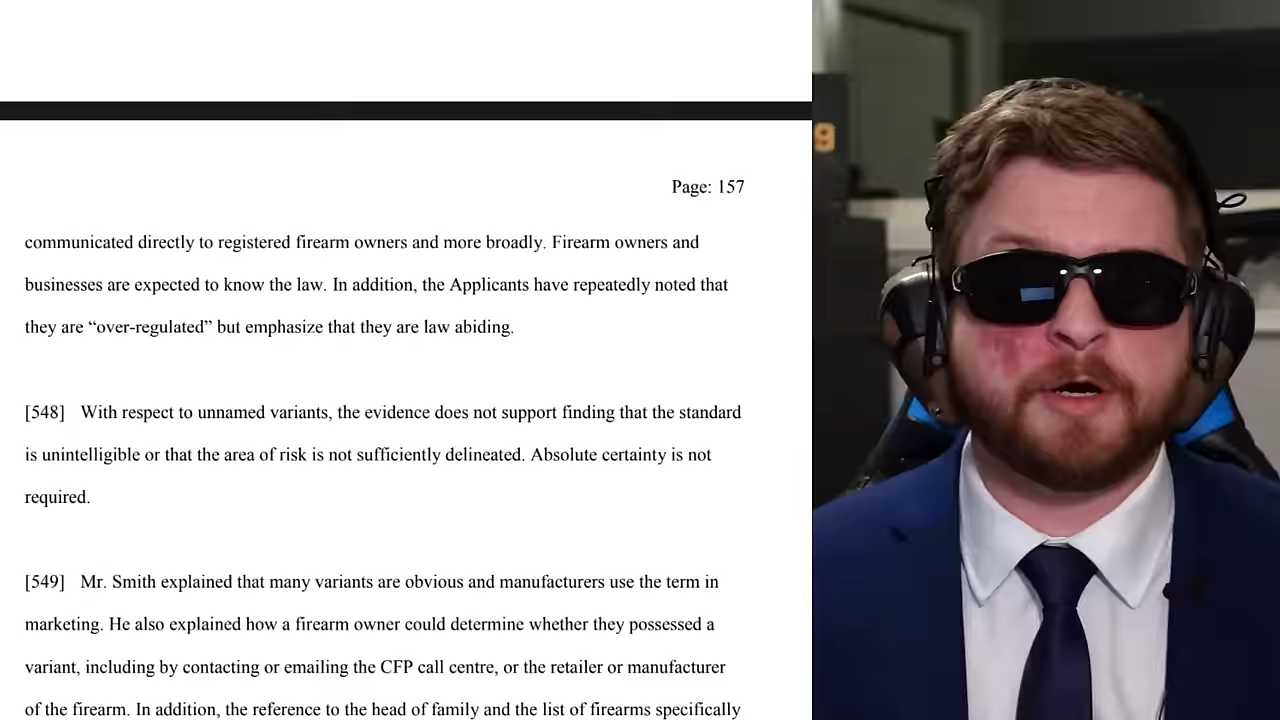 Page: 157
communicated directly to registered firearm owners and more broadly. Firearm owners and
businesses are expected to know the law. In addition, the Applicants have repeatedly noted that
they are “over-regulated” but emphasize that they are law abiding.
[548] With respect to unnamed variants, the evidence does not support finding that the standard
is unintelligible or that the area of risk is not sufficiently delineated. Absolute certainty is not
required.
[549] Mr. Smith explained that many variants are obvious and manufacturers use the term in
marketing. He also explained how a firearm owner could determine whether they possessed a
variant, including by contacting or emailing the CFP call centre, or the retailer or manufacturer
of the firearm. In addition, the reference to the head of family and the list of firearms specifically
9